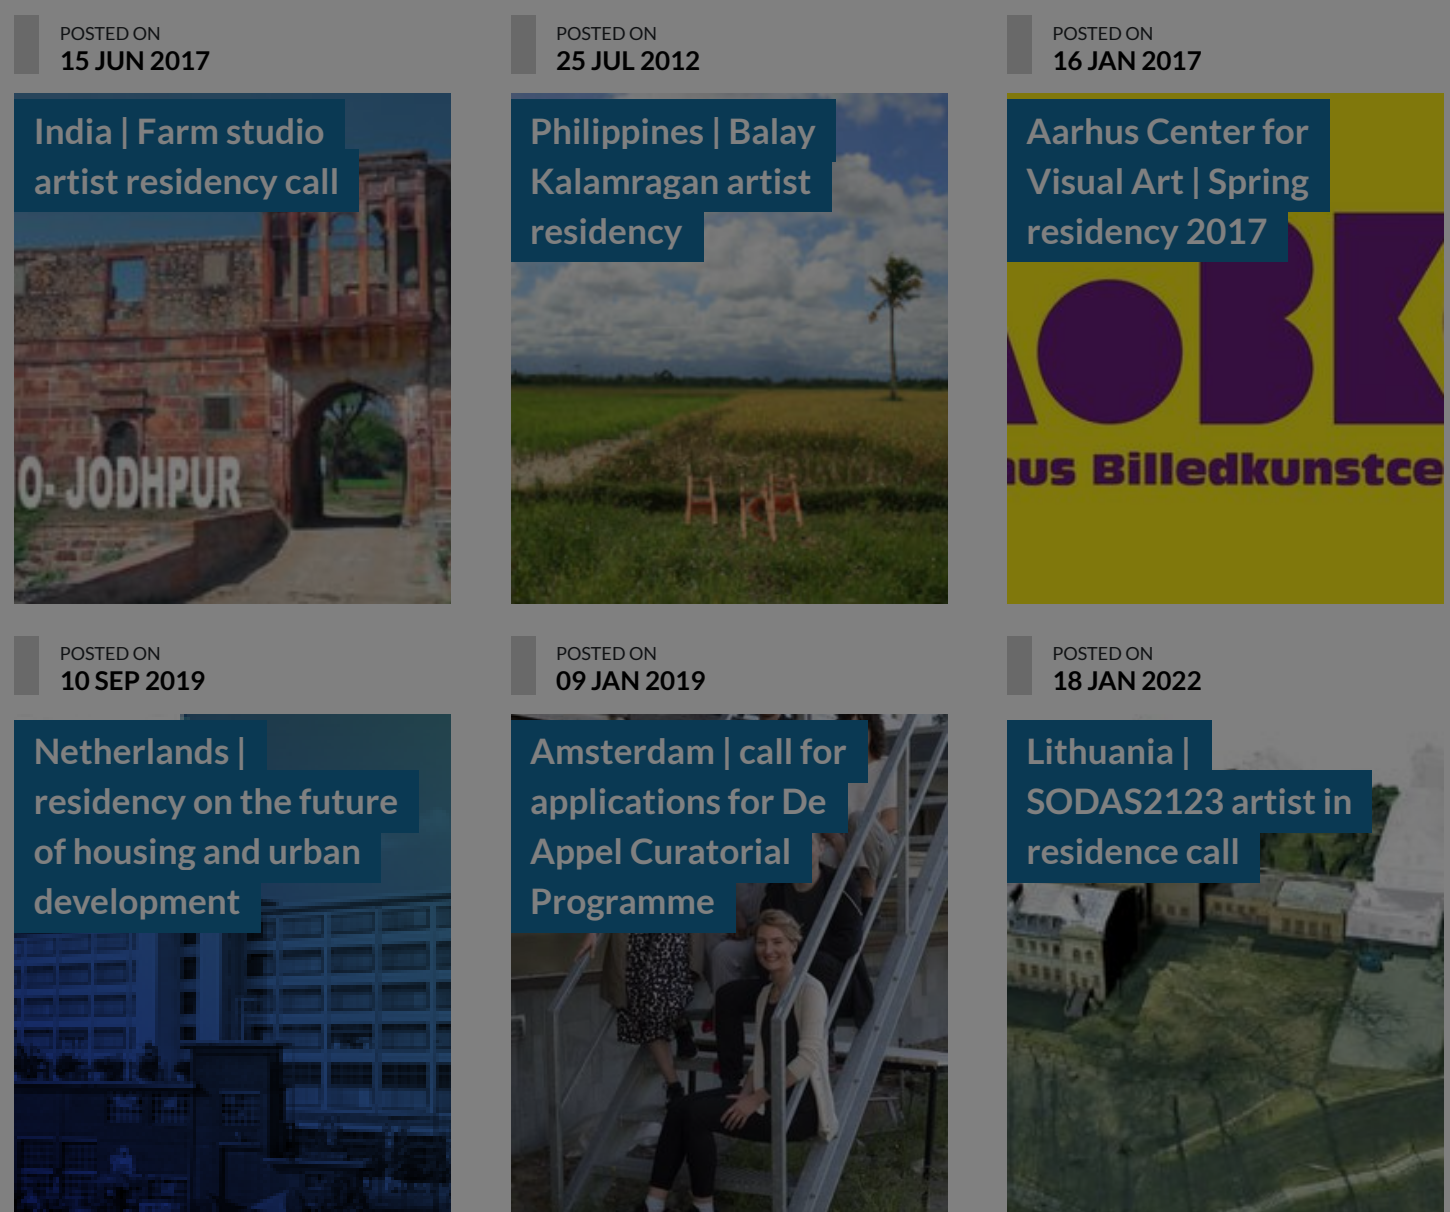 POSTED ON
15 JUN 2017
India | Farm studio
artist residency call
O- JODHPUR
POSTED ON
25 JUL 2012
Philippines | Balay
Kalamragan artist
residency
POSTED ON
16 JAN 2017
Aarhus Center for
Visual Art | Spring
residency 2017
AOBK
hus Billedkunstce
POSTED ON
10 SEP 2019
Netherlands |
residency on the future
of housing and urban
development
POSTED ON
09 JAN 2019
Amsterdam | call for
applications for De
Appel Curatorial
Programme
POSTED ON
18 JAN 2022
Lithuania |
SODAS2123 artist in
residence call